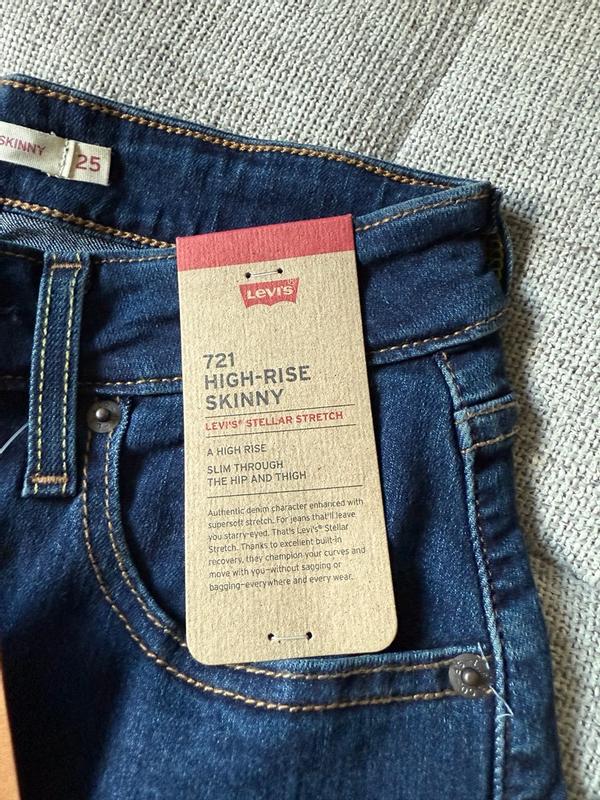 SKINNY 25
Levi's
721
HIGH-RISE
SKINNY
LEVI'S® STELLAR STRETCH
A HIGH RISE
SLIM THROUGH
THE HIP AND THIGH
Authentic denim character enhanced with
supersoft stretch. For jeans that'll leave
you starry-eyed. That's Levi's® Stellar
Stretch. Thanks to excellent built-in
recovery, they champion your curves and
move with you—without sagging or
bagging—everywhere and every wear.